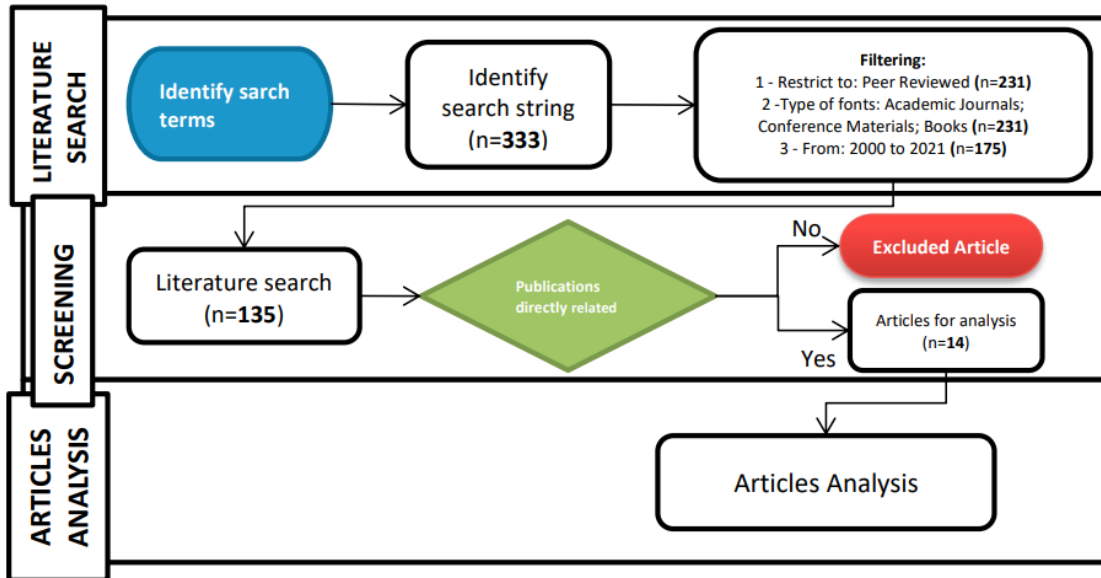 LITERATURE
SEARCH
Identify sarch
terms
Identify
search string
(n=333)
Filtering:
1 - Restrict to: Peer Reviewed (n=231)
2 -Type of fonts: Academic Journals;
Conference Materials; Books (n=231)
3 - From: 2000 to 2021 (n=175)
SCREENING
Literature search
(n=135)
Publications
directly related
No
Excluded Article
Yes
Articles for analysis
(n=14)
ARTICLES
ANALYSIS
Articles Analysis